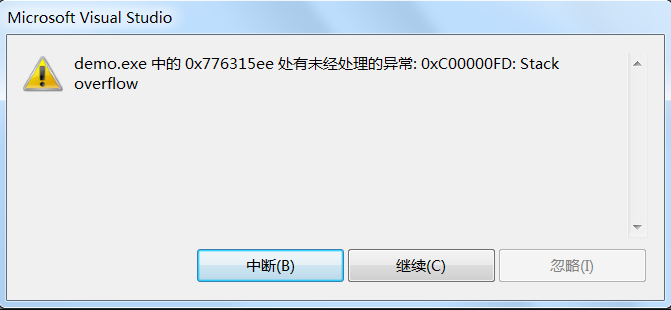 Microsoft Visual Studio
demo.exe 中的 0x776315ee 处有未经处理的异常: 0xC00000FD: Stack
overflow
中断(B)
继续(C)
忽略(I)